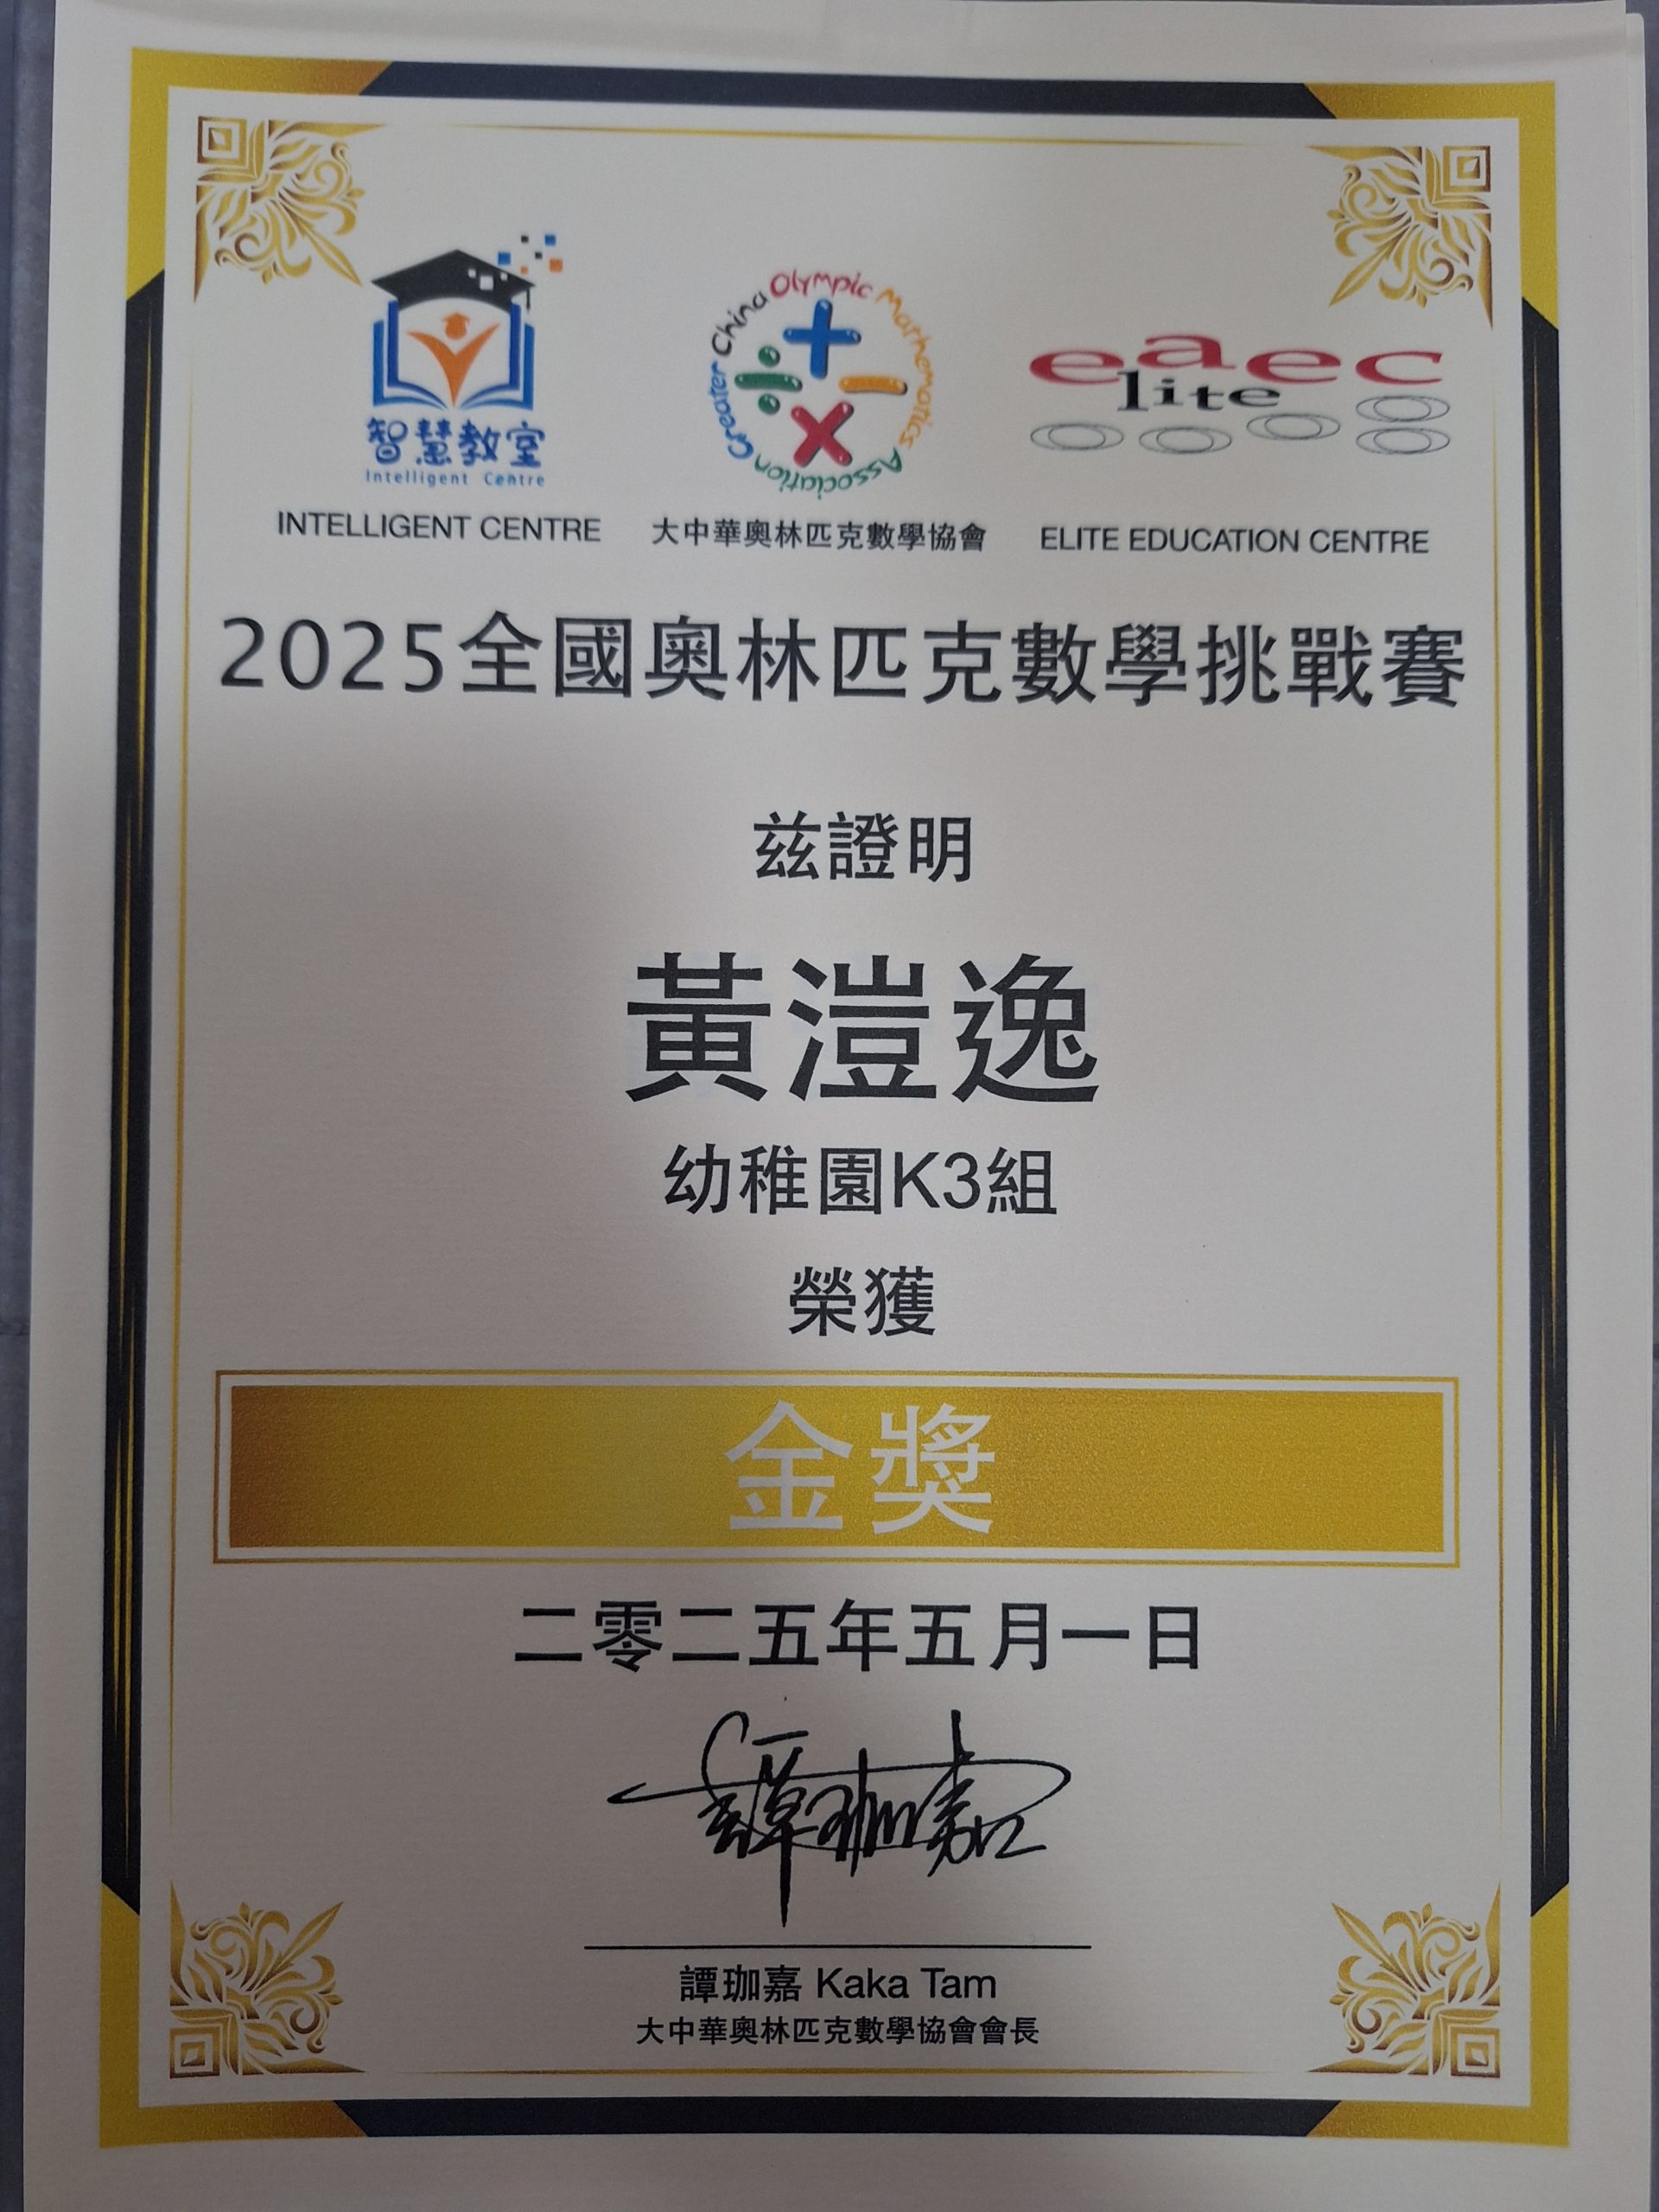 智慧教室
Intelligent Centre
Greater China Olympic Mathematics Association
eaec
lite
INTELLIGENT CENTRE
大中華奧林匹克數學協會
ELITE EDUCATION CENTRE
2025全國奧林匹克數學挑戰賽
茲證明
黃溰逸
幼稚園K3組
榮獲
金獎
二零二五年五月一日
譚珈嘉
譚珈嘉 Kaka Tam
大中華奧林匹克數學協會會長